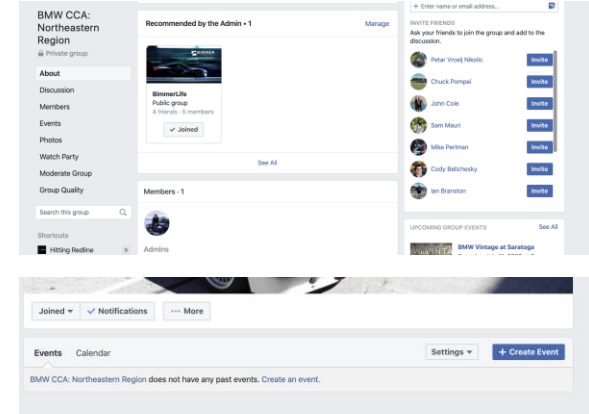 BMW CCA:
Northeastern
Region
Private group
About
Discussion
Members
Events
Photos
Watch Party
Moderate Group
Group Quality
Search this group
Shortcuts
Hitting Redline
Recommended by the Admin • 1
Manage
BimmerLife
Public group
4 friends · 5 members
Joined
See All
Members · 1
Admins
+ Enter name or email address...
INVITE FRIENDS
Ask your friends to join the group and add to the
discussion.
Petar Vrcelj Nikolic Invite
Chuck Pompei Invite
John Cole Invite
Sam Mauri Invite
Mike Perlman Invite
Cody Belichesky Invite
Ian Branston Invite
UPCOMING GROUP EVENTS See All
BMW Vintage at Saratoga
Joined Notifications ··· More
Events Calendar Settings + Create Event
BMW CCA: Northeastern Region does not have any past events. Create an event.